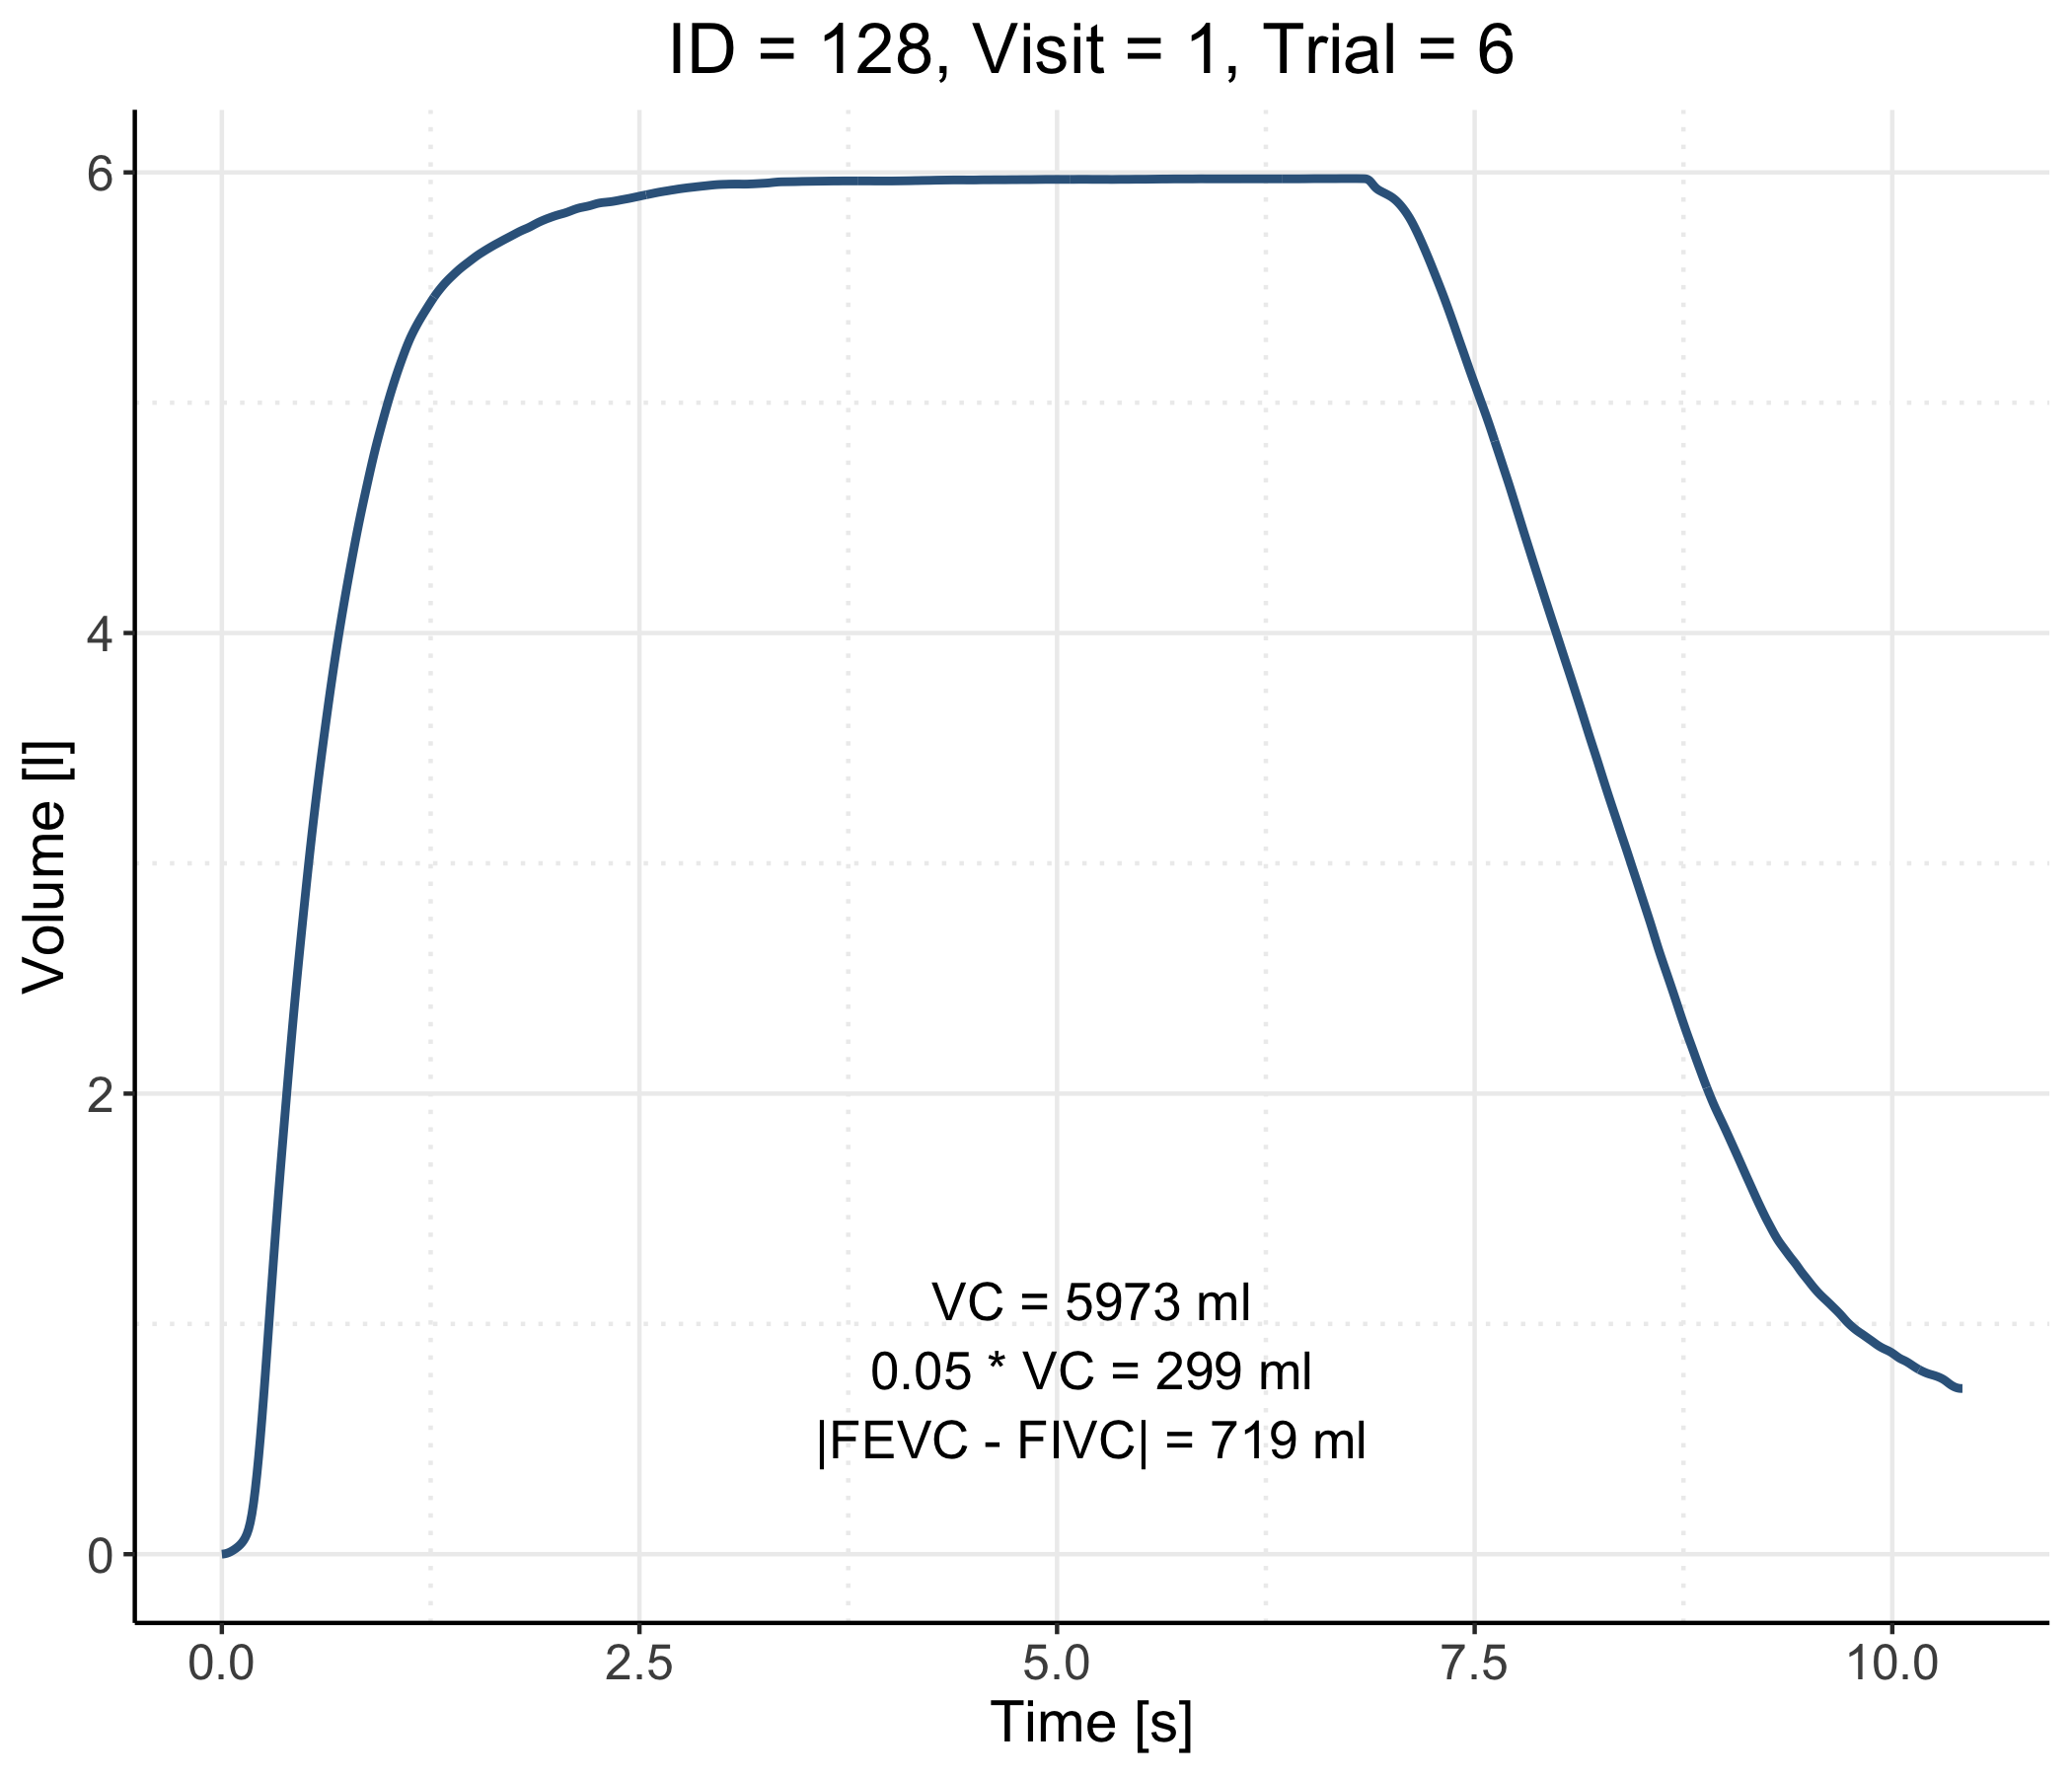 ID = 128, Visit = 1, Trial = 6
6
4
2
0
Volume [l]
VC = 5973 ml
0.05 * VC = 299 ml
|FEVC - FIVC| = 719 ml
0.0 2.5 5.0 7.5 10.0
Time [s]